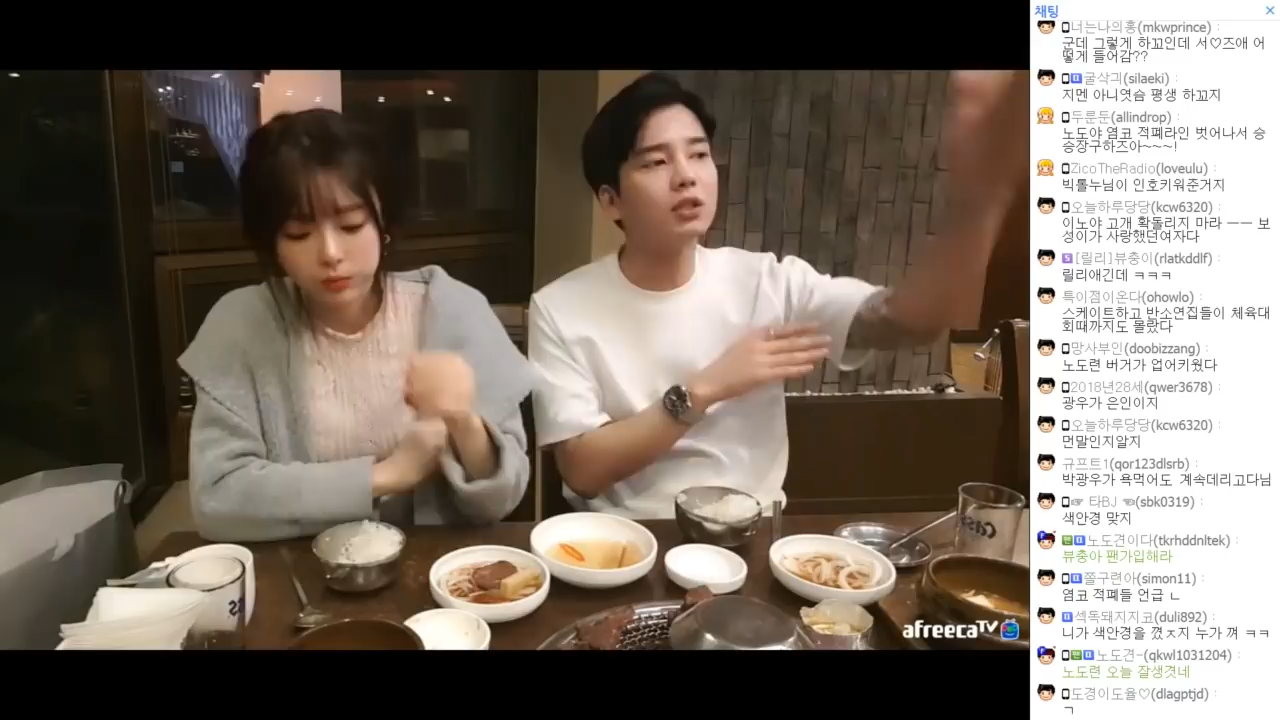 채팅
너는나의홍(mkwprince) :
군데 그렇게 하꼬인데 서♡즈애 어
떻게 들어감??
굴삭긔(silaeki) :
지멘 아니엿슴 평생 하꼬지
두룬둔(allindrop) :
노도야 염코 적폐라인 벗어나서 승
승장구하즈아~~~!
ZicoTheRadio(loveulu) :
빅톨누님이 인호키워준거지
오늘하루당당(kcw6320) :
이노야 고개 확돌리지 마라 ㅡㅡ 보
성이가 사랑했던여자다
[릴리]뷰충이(rlatkddlf) :
릴리애긴데 ㅋㅋㅋ
특이점이온다(ohowlo) :
스케이트하고 반소연집들이 체육대
회때까지도 몰랐다
망사부인(doobizzang) :
노도련 버거가 업어키웠다
2018년28세(qwer3678) :
광우가 은인이지
오늘하루당당(kcw6320) :
먼말인지알지
규프트1(qor123dlsrb) :
박광우가 욕먹어도 계속데리고다님
☞ 타BJ ☜(sbk0319) :
색안경 맞지
노도견이다(tkrhddnltek) :
뷰충아 팬가입해라
쫄구련아(simon11) :
염코 적폐들 언급 ㄴ
섹독돼지지코(duli892) :
니가 색안경을 꼈ㅈ지 누가 껴 ㅋㅋ
노도견-(qkwl1031204) :
노도련 오늘 잘생겻네
도경이도율♡(dlagptjd) :
ㄱ
afreecaTV